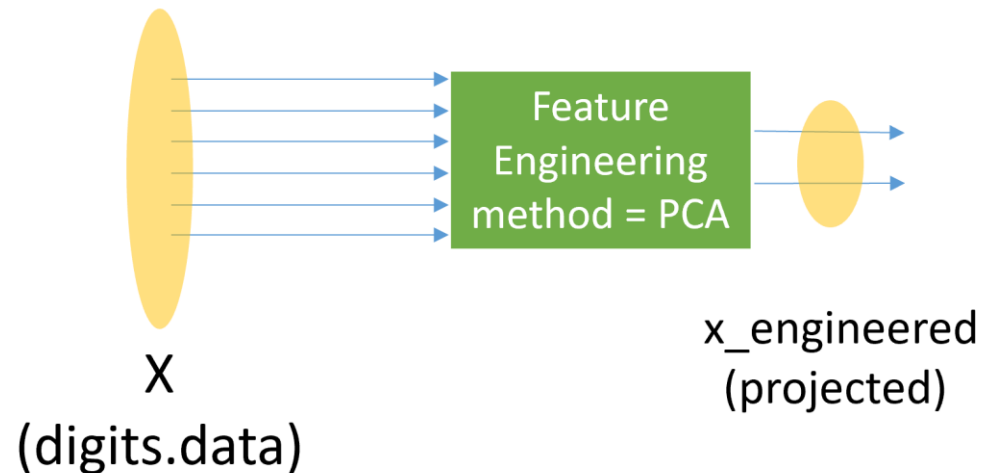 Feature
Engineering
method = PCA
x_engineered
(projected)
X
(digits.data)